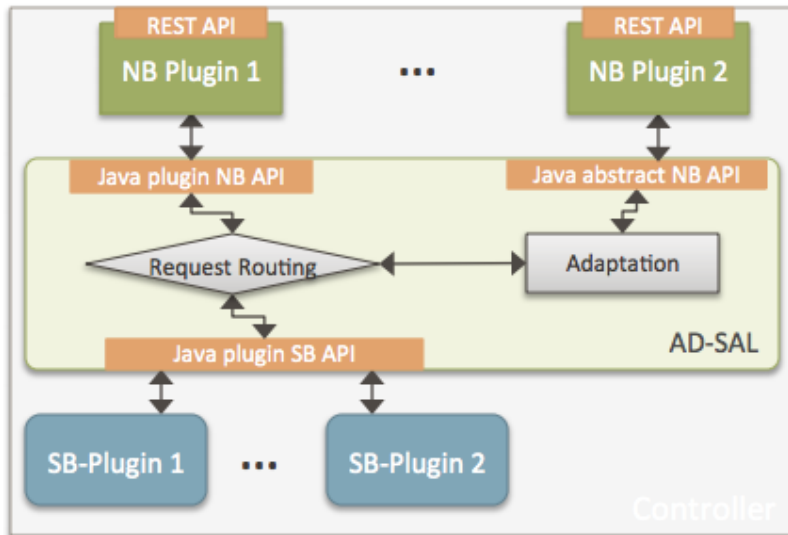 REST API
REST API
NB Plugin 1
...
NB Plugin 2
Java plugin NB API
Java abstract NB API
Request Routing
Adaptation
Java plugin SB API
AD-SAL
SB-Plugin 1
...
SB-Plugin 2
Controller